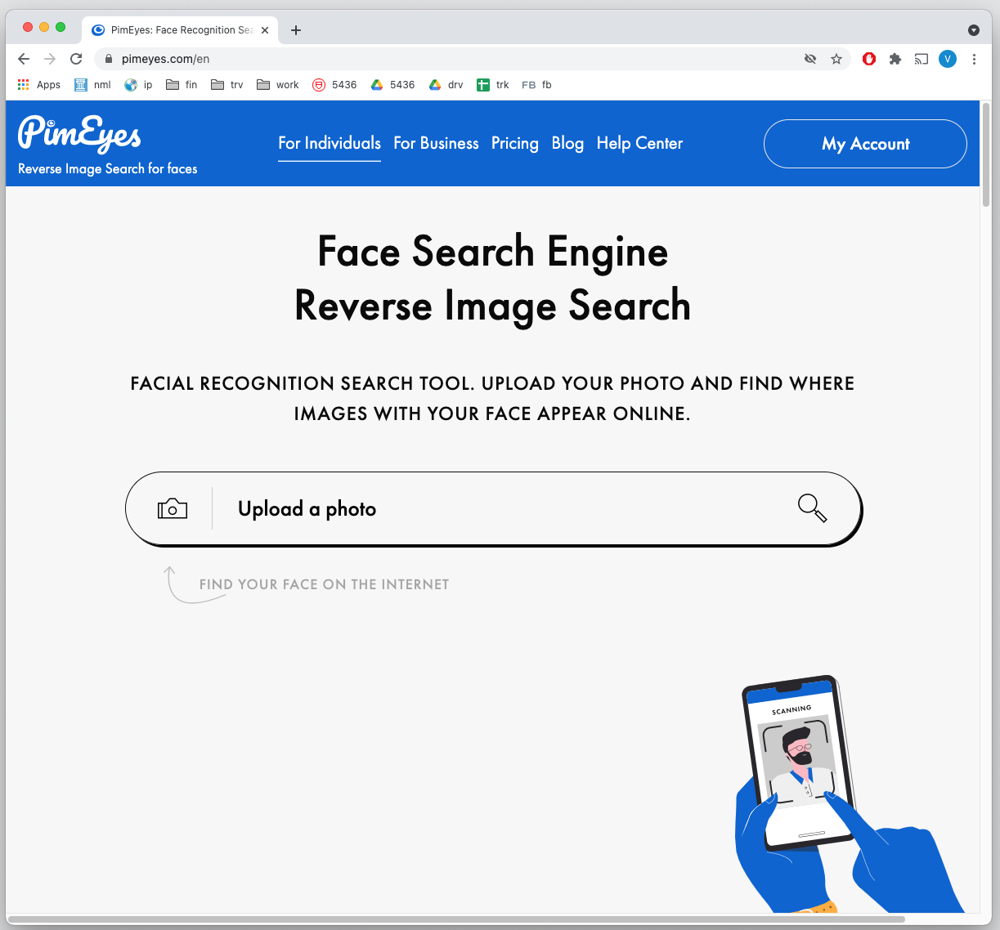 PimEyes: Face Recognition Sea
pimeyes.com/en
V
Apps nml ip fin trv work 5436 5436 drv trk FB fb
PimEyes
Reverse Image Search for faces
For Individuals For Business Pricing Blog Help Center
My Account
Face Search Engine
Reverse Image Search
FACIAL RECOGNITION SEARCH TOOL. UPLOAD YOUR PHOTO AND FIND WHERE
IMAGES WITH YOUR FACE APPEAR ONLINE.
Upload a photo
FIND YOUR FACE ON THE INTERNET
SCANNING